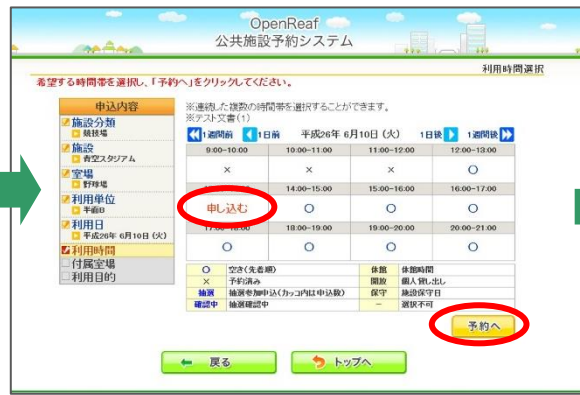 OpenReaf
公共施設予約システム
利用時間選択
希望する時間帯を選択し、「予約へ」をクリックしてください。
申込内容
施設分類
競技場
施設
青空スタジアム
室場
野球場
利用単位
半面B
利用日
平成26年 6月10日 (火)
利用時間
付属室場
利用目的
※連続した複数の時間帯を選択することができます。
※テスト文書(1)
1週間前 1日前 平成26年 6月10日 (火) 1日後 1週間後
9:00-10:00 10:00-11:00 11:00-12:00 12:00-13:00
× × × ○
14:00-15:00 15:00-16:00 16:00-17:00
申し込む ○ ○ ○
17:00-18:00 18:00-19:00 19:00-20:00 20:00-21:00
○ ○ ○ ○
○ 空き(先着順) 休館 休館時間
× 予約済み 開放 個人貸し出し
抽選 抽選参加申込(カッコ内は申込数) 保守 施設保守日
確認中 抽選確認中 － 選択不可
予約へ
戻る トップへ